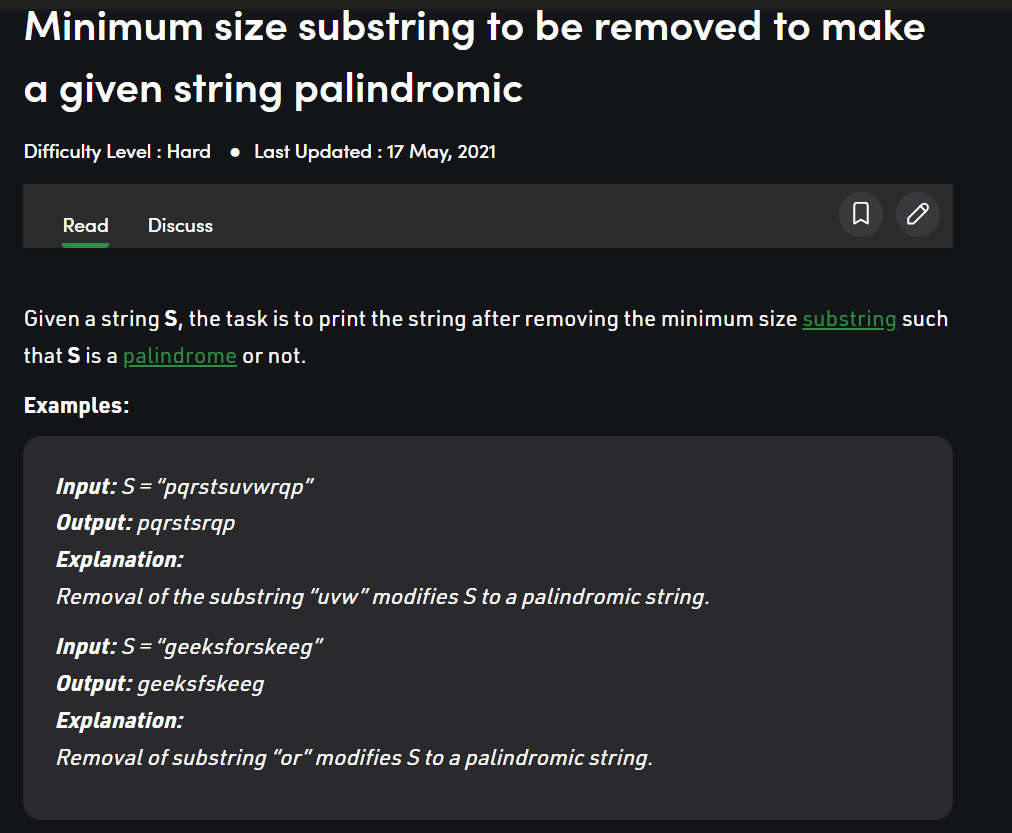 Minimum size substring to be removed to make
a given string palindromic
Difficulty Level : Hard ● Last Updated : 17 May, 2021
Read Discuss
Given a string S, the task is to print the string after removing the minimum size substring such
that S is a palindrome or not.
Examples:
Input: S = “pqrstsuvwrqp”
Output: pqrstsrqp
Explanation:
Removal of the substring “uvw” modifies S to a palindromic string.
Input: S = “geeksforskeeg”
Output: geeksfskeeg
Explanation:
Removal of substring “or” modifies S to a palindromic string.